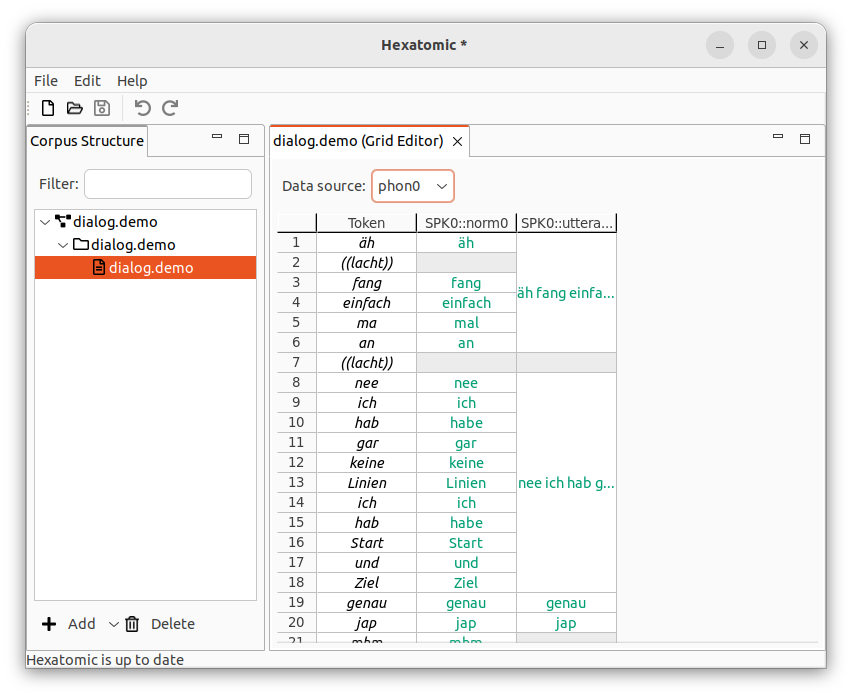 Hexatomic *
File Edit Help
Corpus Structure
Filter:
dialog.demo
dialog.demo
dialog.demo
Add Delete
dialog.demo (Grid Editor)
Data source: phon0
Token SPK0::norm0 SPK0::uttera...
1 äh äh
2 ((lacht))
3 fang fang
äh fang einfa...
4 einfach einfach
5 ma mal
6 an an
7 ((lacht))
8 nee nee
9 ich ich
10 hab habe
11 gar gar
12 keine keine
13 Linien Linien nee ich hab g...
14 ich ich
15 hab habe
16 Start Start
17 und und
18 Ziel Ziel
19 genau genau genau
20 jap jap jap
21 mhm mhm
Hexatomic is up to date